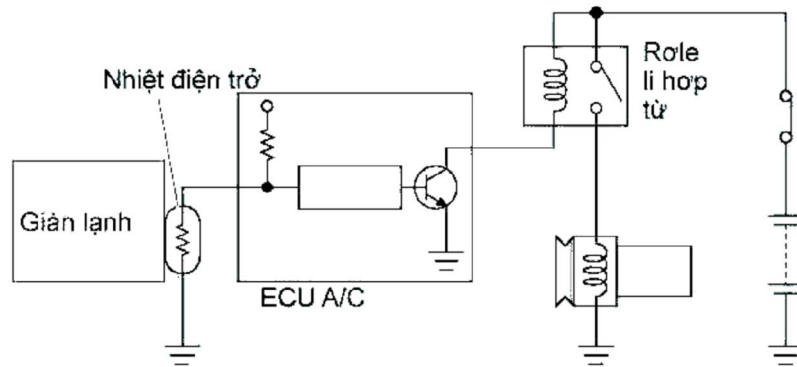 Nhiệt điện trở
Giàn lạnh
ECU A/C
Rơle
li hợp
từ